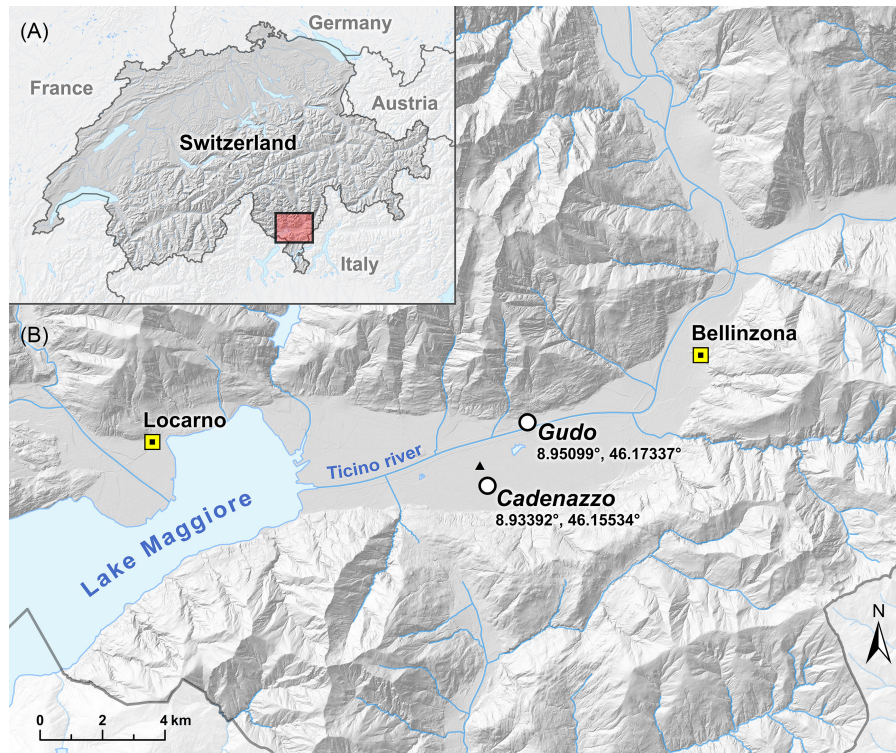 (A)
Germany
France
Austria
Switzerland
Italy
(B)
Bellinzona
Locarno
Gudo
8.95099°, 46.17337°
Ticino river
Cadenazzo
8.93392°, 46.15534°
Lake Maggiore
N
0 2 4 km